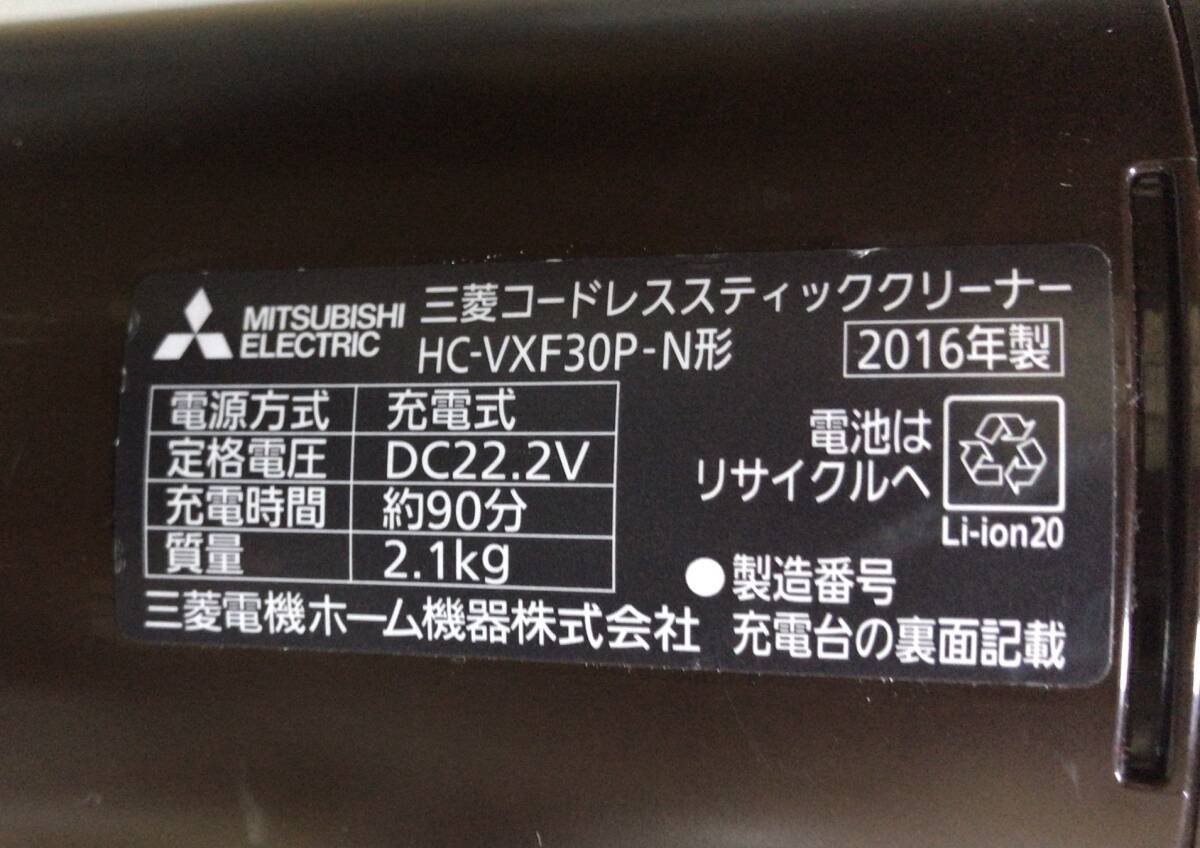 MITSUBISHI
ELECTRIC
三菱コードレススティッククリーナー
HC-VXF30P-N形
2016年製
電源方式 充電式
定格電圧 DC22.2V
充電時間 約90分
質量 2.1kg
三菱電機ホーム機器株式会社
電池は
リサイクルへ
Li-ion20
●製造番号
充電台の裏面記載